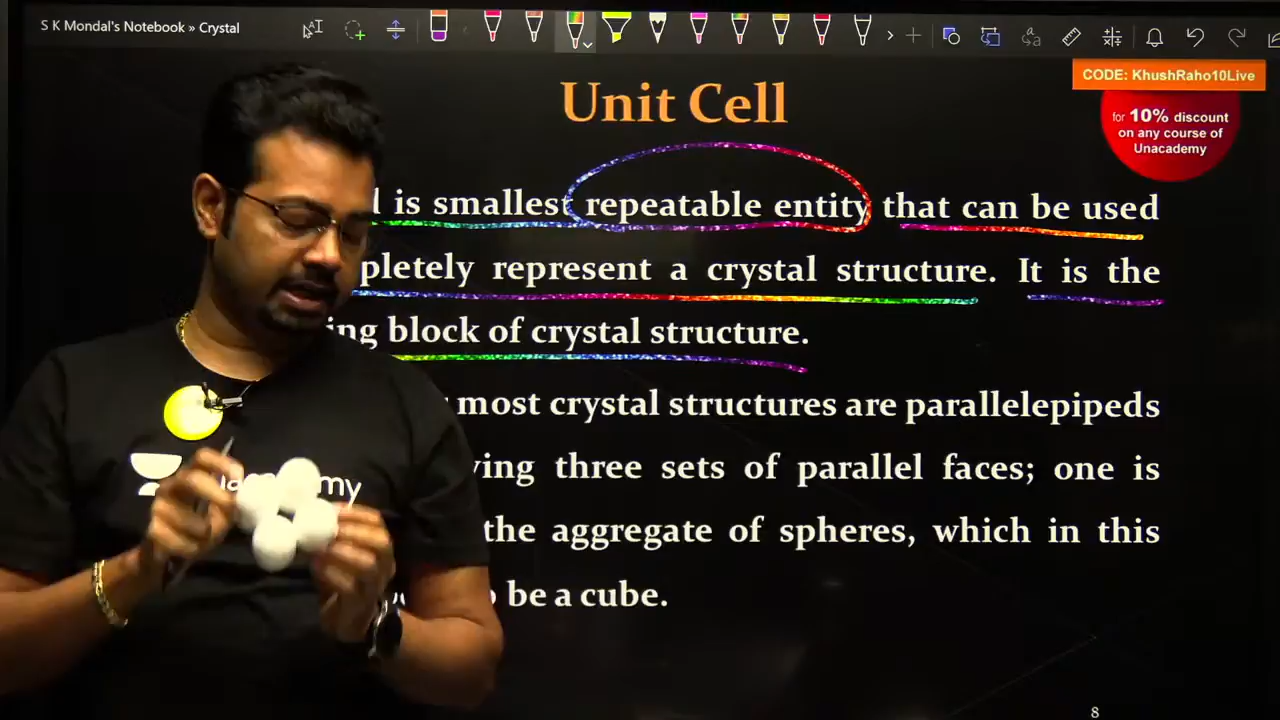 S K Mondal's Notebook » Crystal
CODE: KhushRaho10Live
for 10% discount
on any course of
Unacademy
Unit Cell
is smallest repeatable entity that can be used
pletely represent a crystal structure. It is the
ing block of crystal structure.
most crystal structures are parallelepipeds
ving three sets of parallel faces; one is
the aggregate of spheres, which in this
be a cube.
8